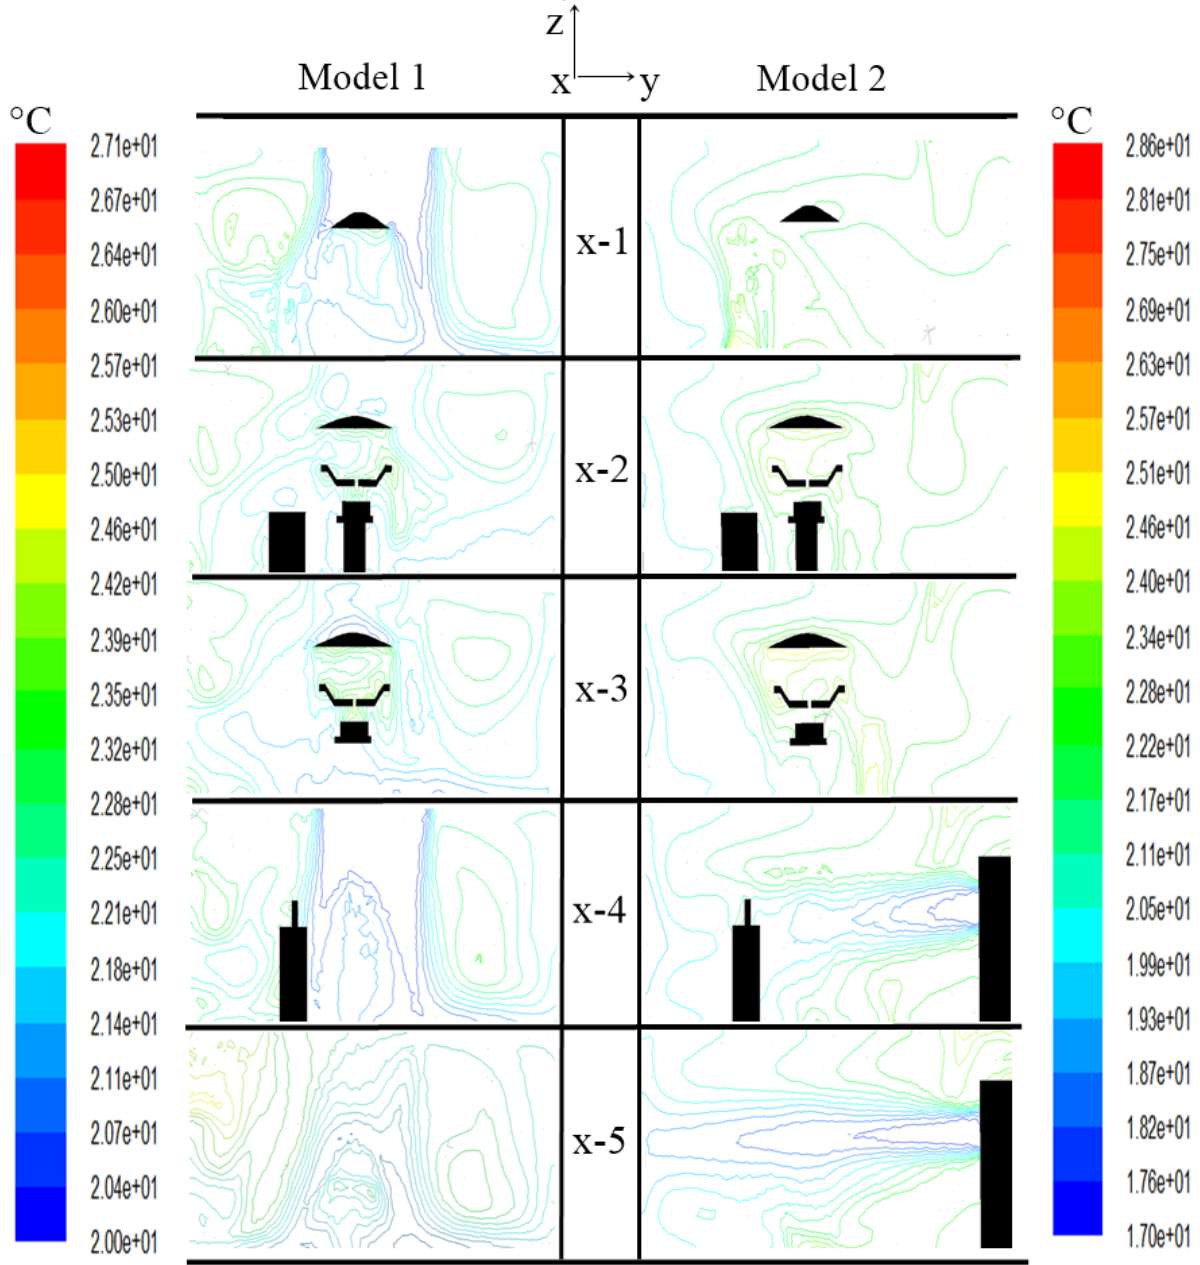 z
x y
Model 1
Model 2
°C
2.71e+01
2.67e+01
2.64e+01
2.60e+01
2.57e+01
2.53e+01
2.50e+01
2.46e+01
2.42e+01
2.39e+01
2.35e+01
2.32e+01
2.28e+01
2.25e+01
2.21e+01
2.18e+01
2.14e+01
2.11e+01
2.07e+01
2.04e+01
2.00e+01
x-1
x-2
x-3
x-4
x-5
°C
2.86e+01
2.81e+01
2.75e+01
2.69e+01
2.63e+01
2.57e+01
2.51e+01
2.46e+01
2.40e+01
2.34e+01
2.28e+01
2.22e+01
2.17e+01
2.11e+01
2.05e+01
1.99e+01
1.93e+01
1.87e+01
1.82e+01
1.76e+01
1.70e+01